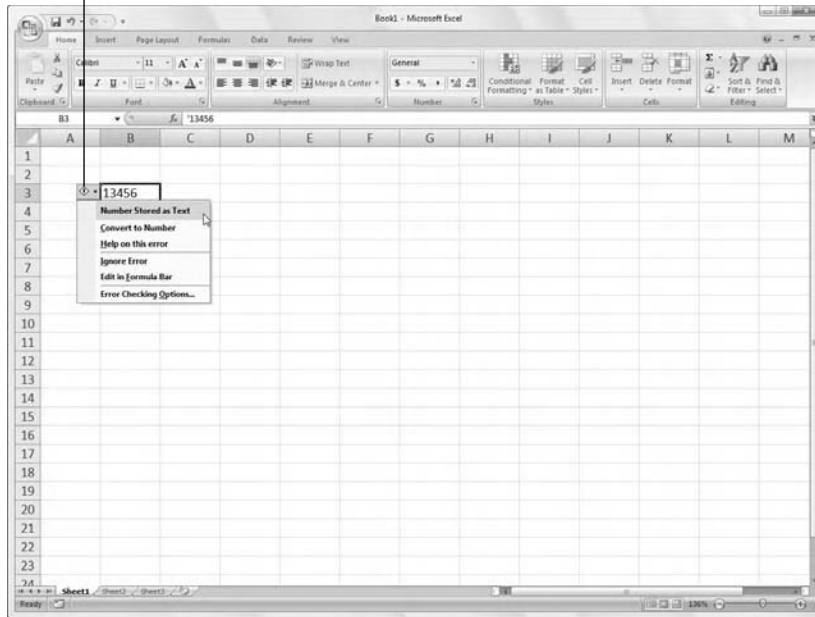 Book1 - Microsoft Excel
Home Insert Page Layout Formulas Data Review View
Paste
Calibri 11
Wrap Text
Merge & Center
General
$ % ,
Conditional Formatting Format as Table Cell Styles
Insert Delete Format
Σ
Sort & Filter Find & Select
Clipboard Font Alignment Number Styles Cells Editing
B3 fx '13456
A B C D E F G H I J K L M
1
2
3 13456
4
5
6
7
8
9
10
11
12
13
14
15
16
17
18
19
20
21
22
23
24
Number Stored as Text
Convert to Number
Help on this error
Ignore Error
Edit in Formula Bar
Error Checking Options...
Sheet1 Sheet2 Sheet3
Ready 136%